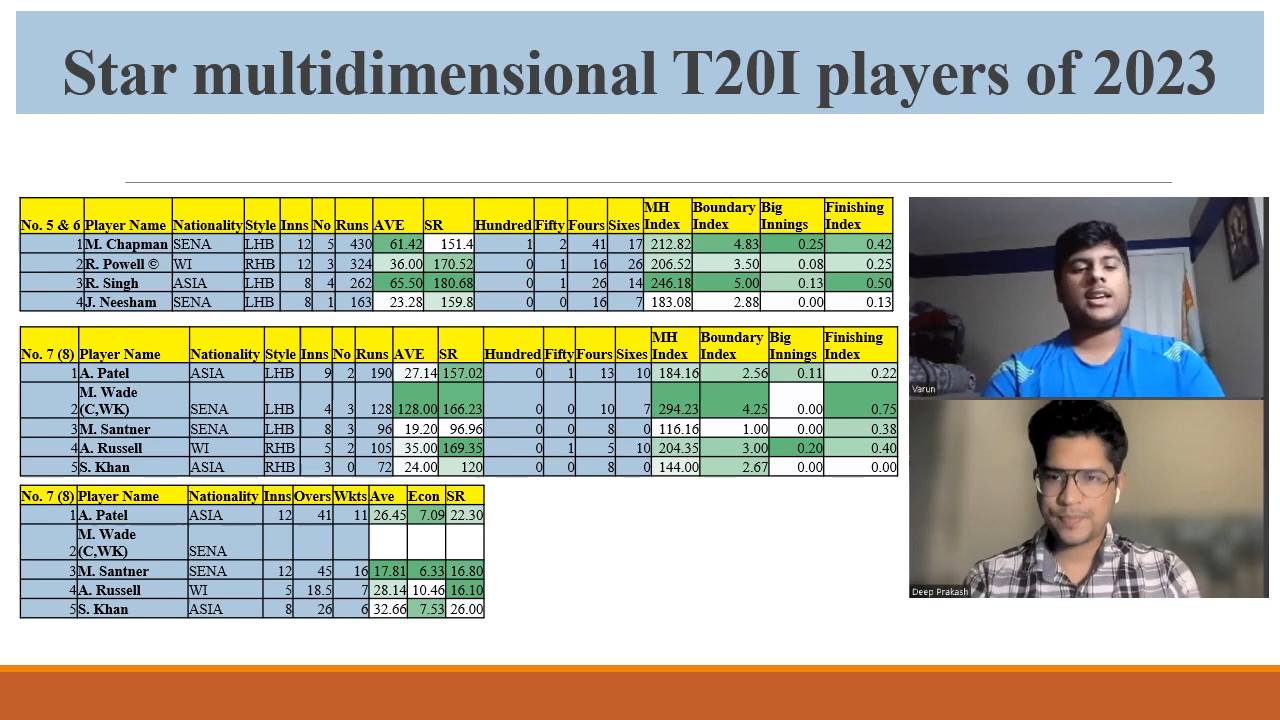 Star multidimensional T20I players of 2023
No. 5 & 6 Player Name Nationality Style Inns No Runs AVE SR Hundred Fifty Fours Sixes MH Index Boundary Index Big Innings Finishing Index
1 M. Chapman SENA LHB 12 5 430 61.42 151.4 1 2 41 17 212.82 4.83 0.25 0.42
2 R. Powell © WI RHB 12 3 324 36.00 170.52 0 1 16 26 206.52 3.50 0.08 0.25
3 R. Singh ASIA LHB 8 4 262 65.50 180.68 0 1 26 14 246.18 5.00 0.13 0.50
4 J. Neesham SENA LHB 8 1 163 23.28 159.8 0 0 16 7 183.08 2.88 0.00 0.13
No. 7 (8) Player Name Nationality Style Inns No Runs AVE SR Hundred Fifty Fours Sixes MH Index Boundary Index Big Innings Finishing Index
1 A. Patel ASIA LHB 9 2 190 27.14 157.02 0 1 13 10 184.16 2.56 0.11 0.22
2 M. Wade (C,WK) SENA LHB 4 3 128 128.00 166.23 0 0 10 7 294.23 4.25 0.00 0.75
3 M. Santner SENA LHB 8 3 96 19.20 96.96 0 0 8 0 116.16 1.00 0.00 0.38
4 A. Russell WI RHB 5 2 105 35.00 169.35 0 1 5 10 204.35 3.00 0.20 0.40
5 S. Khan ASIA RHB 3 0 72 24.00 120 0 0 8 0 144.00 2.67 0.00 0.00
No. 7 (8) Player Name Nationality Inns Overs Wkts Ave Econ SR
1 A. Patel ASIA 12 41 11 26.45 7.09 22.30
2 M. Wade (C,WK) SENA
3 M. Santner SENA 12 45 16 17.81 6.33 16.80
4 A. Russell WI 5 18.5 7 28.14 10.46 16.10
5 S. Khan ASIA 8 26 6 32.66 7.53 26.00
Varun
Deep Prakash